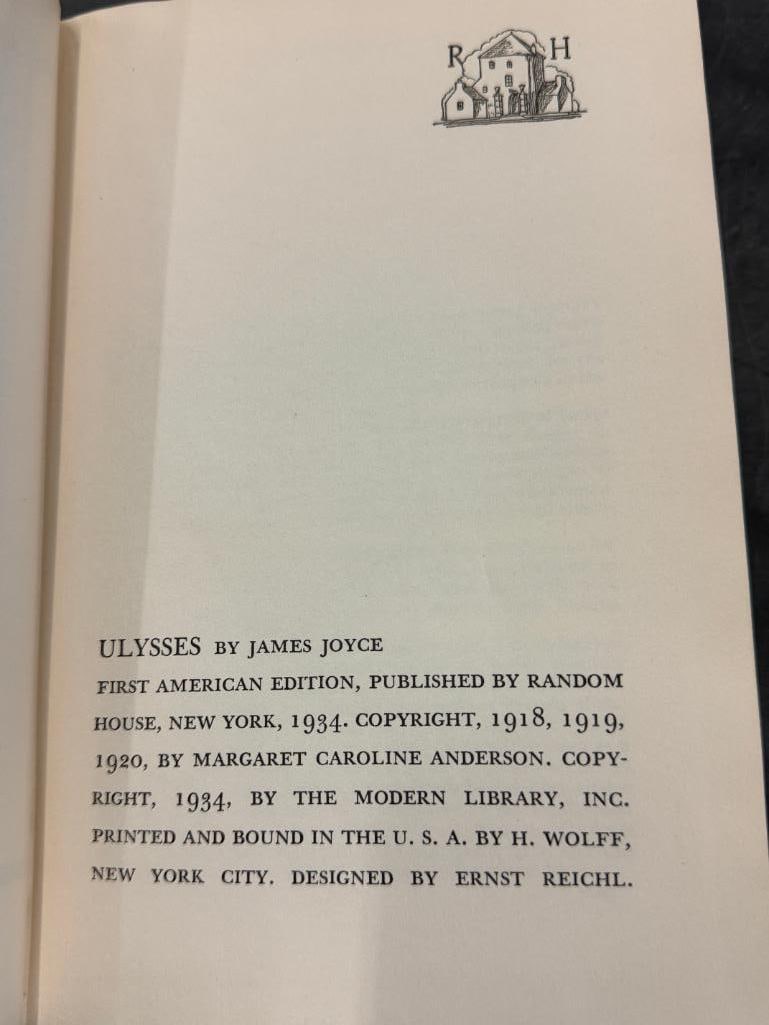 R H
ULYSSES BY JAMES JOYCE
FIRST AMERICAN EDITION, PUBLISHED BY RANDOM
HOUSE, NEW YORK, 1934. COPYRIGHT, 1918, 1919,
1920, BY MARGARET CAROLINE ANDERSON. COPY-
RIGHT, 1934, BY THE MODERN LIBRARY, INC.
PRINTED AND BOUND IN THE U. S. A. BY H. WOLFF,
NEW YORK CITY. DESIGNED BY ERNST REICHL.